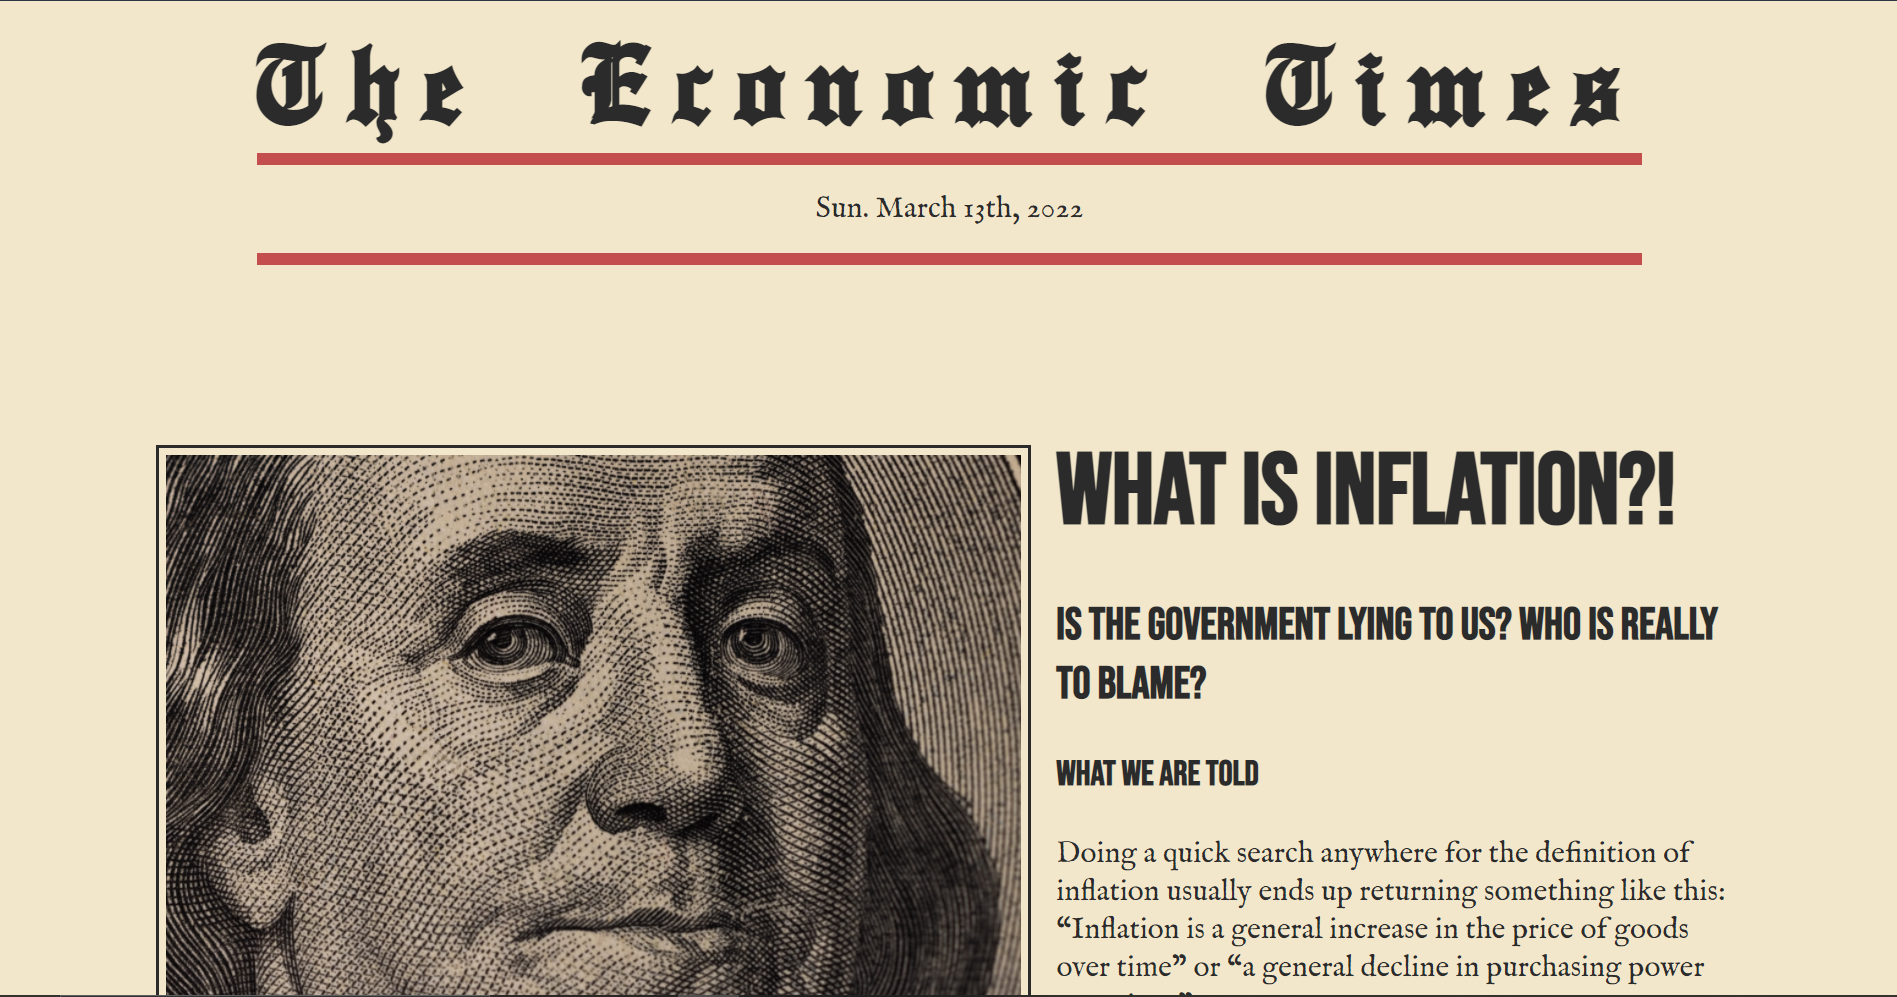 The Economic Times
Sun. March 13th, 2022
WHAT IS INFLATION?!
IS THE GOVERNMENT LYING TO US? WHO IS REALLY
TO BLAME?
WHAT WE ARE TOLD
Doing a quick search anywhere for the definition of
inflation usually ends up returning something like this:
“Inflation is a general increase in the price of goods
over time” or “a general decline in purchasing power